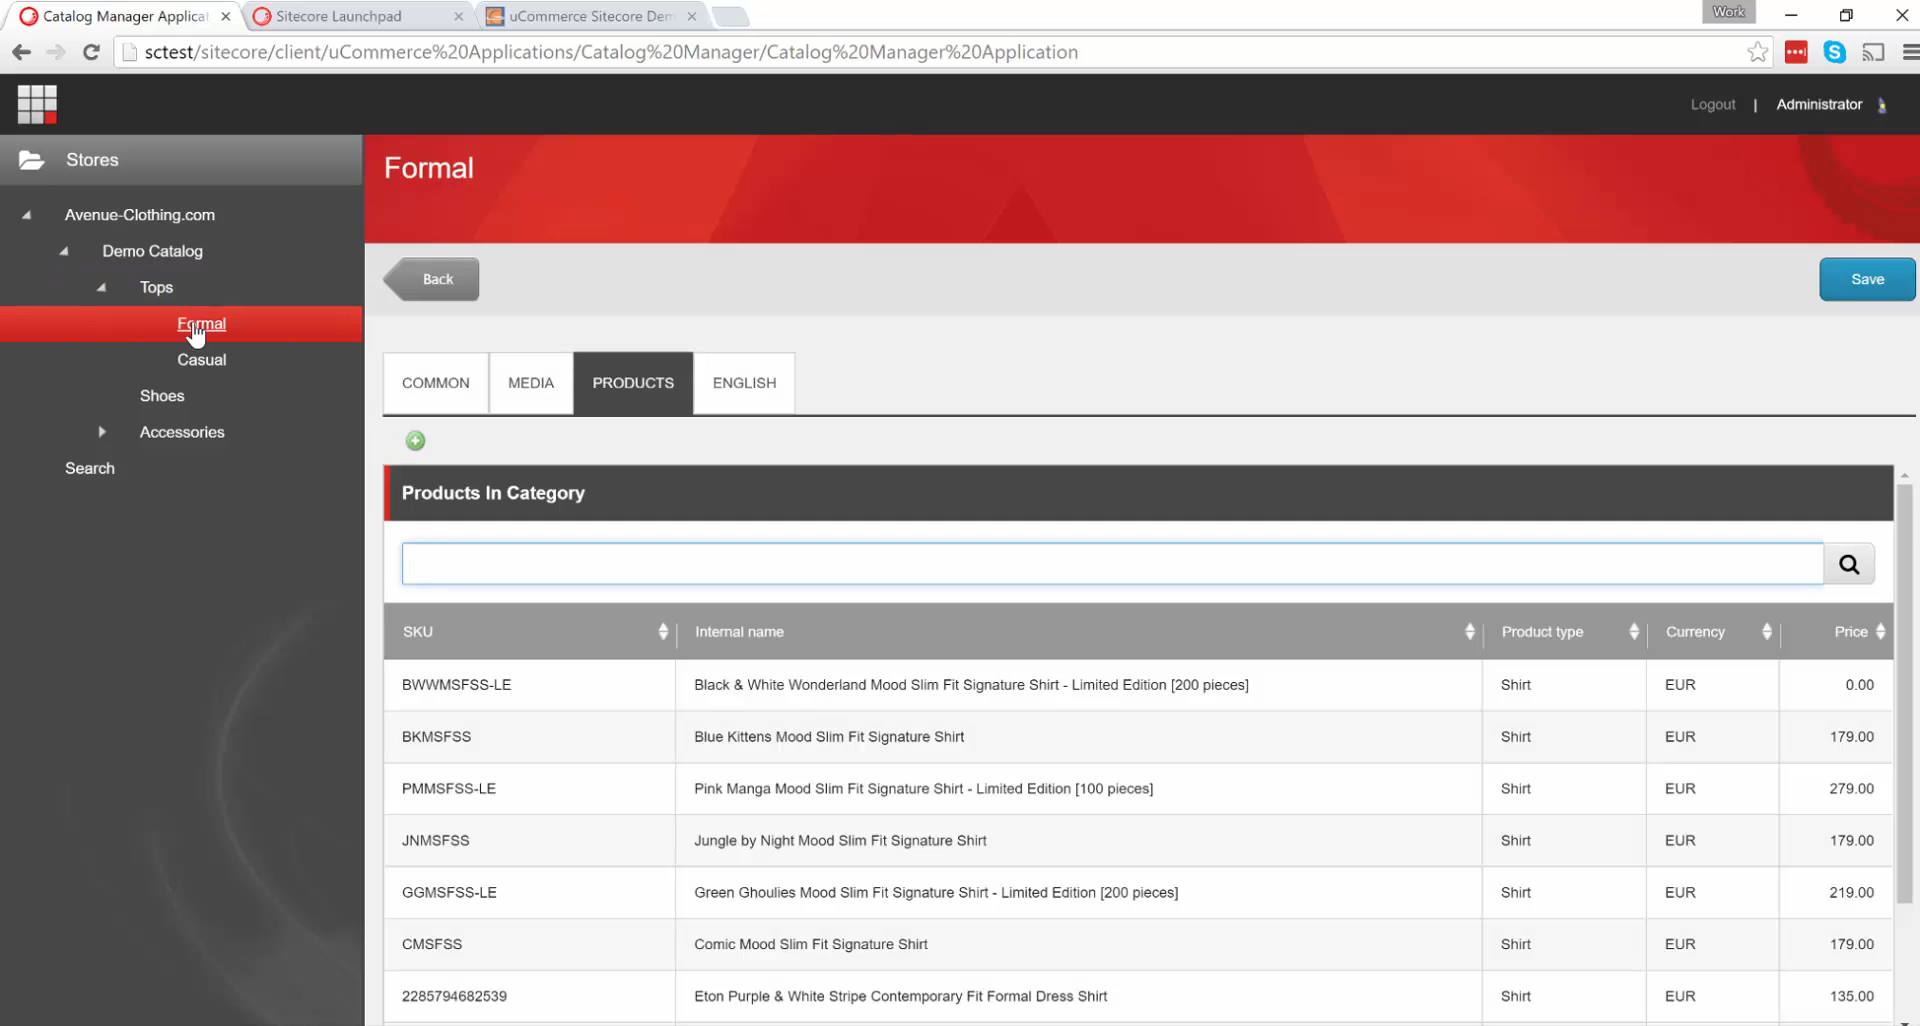 Catalog Manager Applicat
Sitecore Launchpad
uCommerce Sitecore Dem
Work
sctest/sitecore/client/uCommerce%20Applications/Catalog%20Manager/Catalog%20Manager%20Application
Logout | Administrator
Stores
Formal
Avenue-Clothing.com
Demo Catalog
Tops
Formal
Casual
Shoes
Accessories
Search
Back
Save
COMMON
MEDIA
PRODUCTS
ENGLISH
Products In Category
SKU Internal name Product type Currency Price
BWWMSFSS-LE Black & White Wonderland Mood Slim Fit Signature Shirt - Limited Edition [200 pieces] Shirt EUR 0.00
BKMSFSS Blue Kittens Mood Slim Fit Signature Shirt Shirt EUR 179.00
PMMSFSS-LE Pink Manga Mood Slim Fit Signature Shirt - Limited Edition [100 pieces] Shirt EUR 279.00
JNMSFSS Jungle by Night Mood Slim Fit Signature Shirt Shirt EUR 179.00
GGMSFSS-LE Green Ghoulies Mood Slim Fit Signature Shirt - Limited Edition [200 pieces] Shirt EUR 219.00
CMSFSS Comic Mood Slim Fit Signature Shirt Shirt EUR 179.00
2285794682539 Eton Purple & White Stripe Contemporary Fit Formal Dress Shirt Shirt EUR 135.00